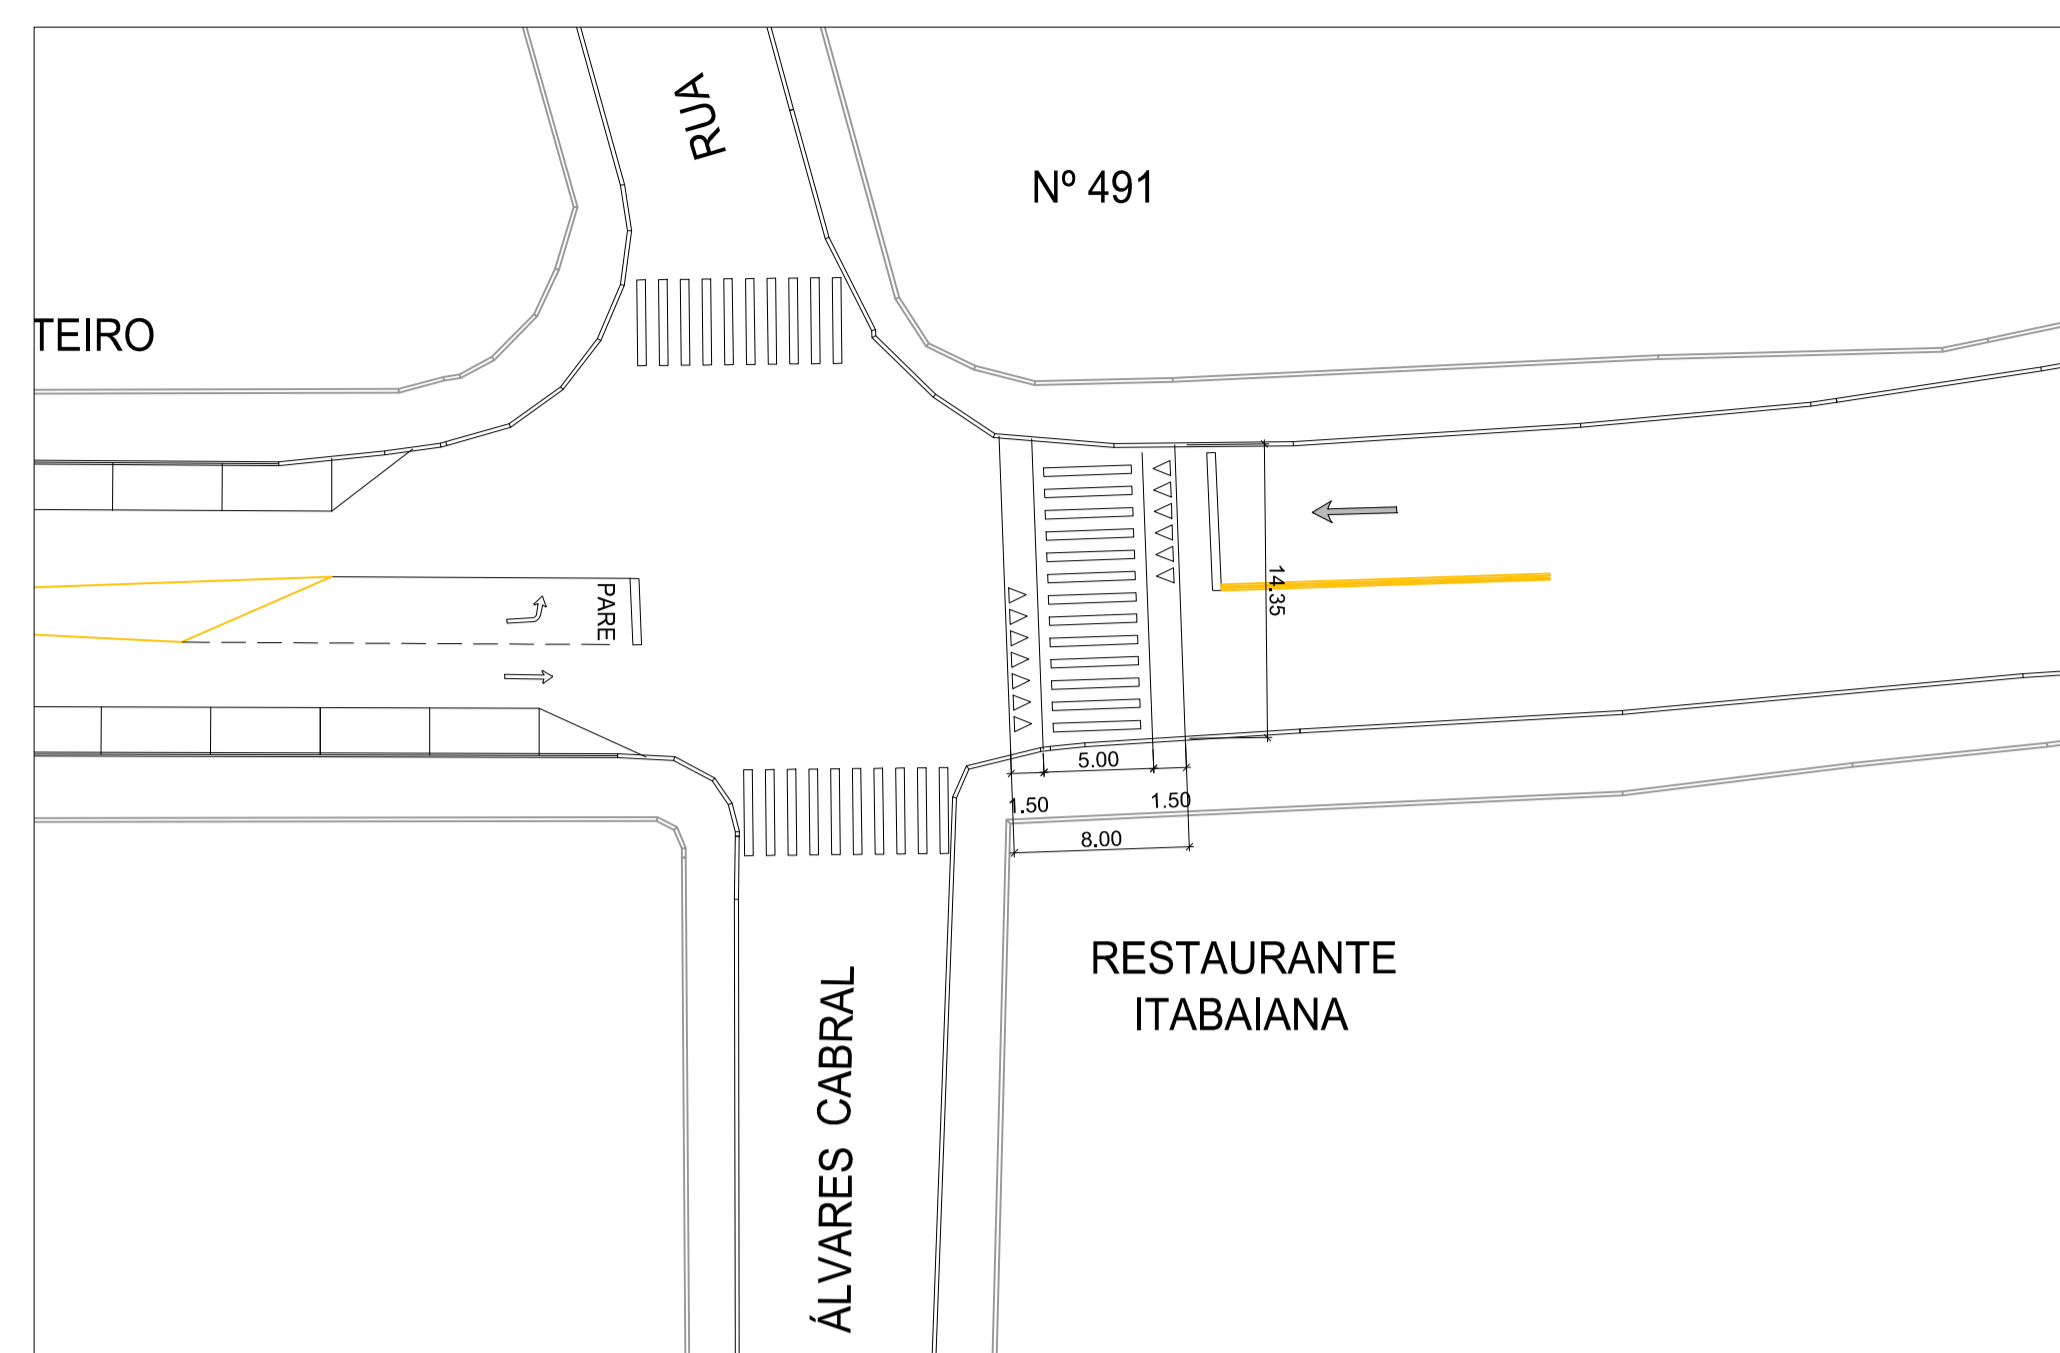 RUA
Nº 491
TEIRO
PARE
14.35
5.00
1.50
1.50
8.00
RESTAURANTE
ITABAIANA
ÁLVARES CABRAL